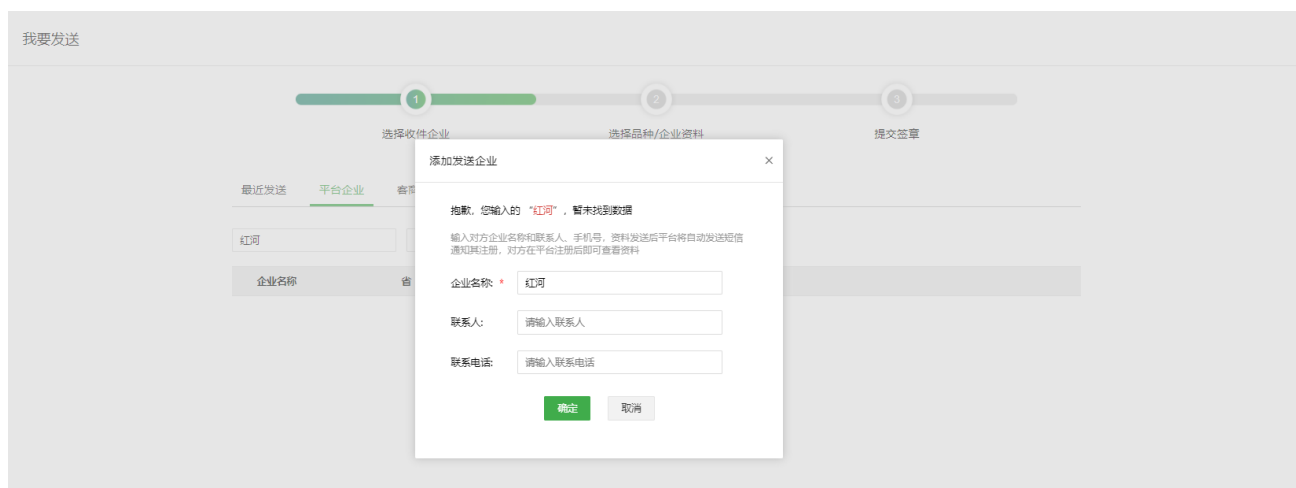 我要发送
1
2
3
选择收件企业
选择品种/企业资料
提交签章
添加发送企业
×
最近发送
平台企业
抱歉, 您输入的 “红河” , 暂未找到数据
红河
输入对方企业名称和联系人、手机号, 资料发送后平台将自动发送短信
通知其注册, 对方在平台注册后即可查看资料
企业名称
省
企业名称: * 红河
联系人: 请输入联系人
联系电话: 请输入联系电话
确定
取消